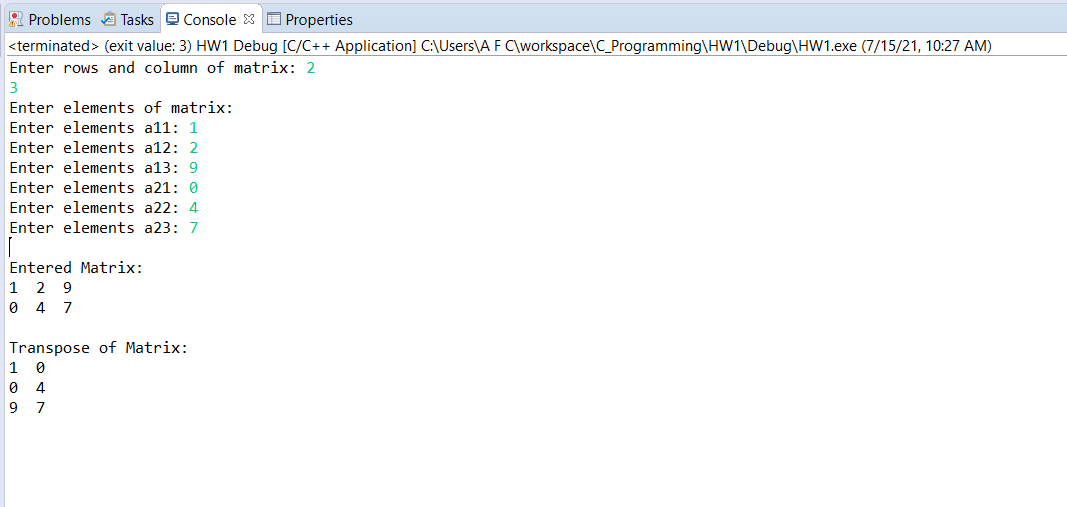 Problems Tasks Console Properties
<terminated> (exit value: 3) HW1 Debug [C/C++ Application] C:\Users\A F C\workspace\C_Programming\HW1\Debug\HW1.exe (7/15/21, 10:27 AM)
Enter rows and column of matrix: 2
3
Enter elements of matrix:
Enter elements a11: 1
Enter elements a12: 2
Enter elements a13: 9
Enter elements a21: 0
Enter elements a22: 4
Enter elements a23: 7
Entered Matrix:
1  2  9
0  4  7
Transpose of Matrix:
1  0
0  4
9  7